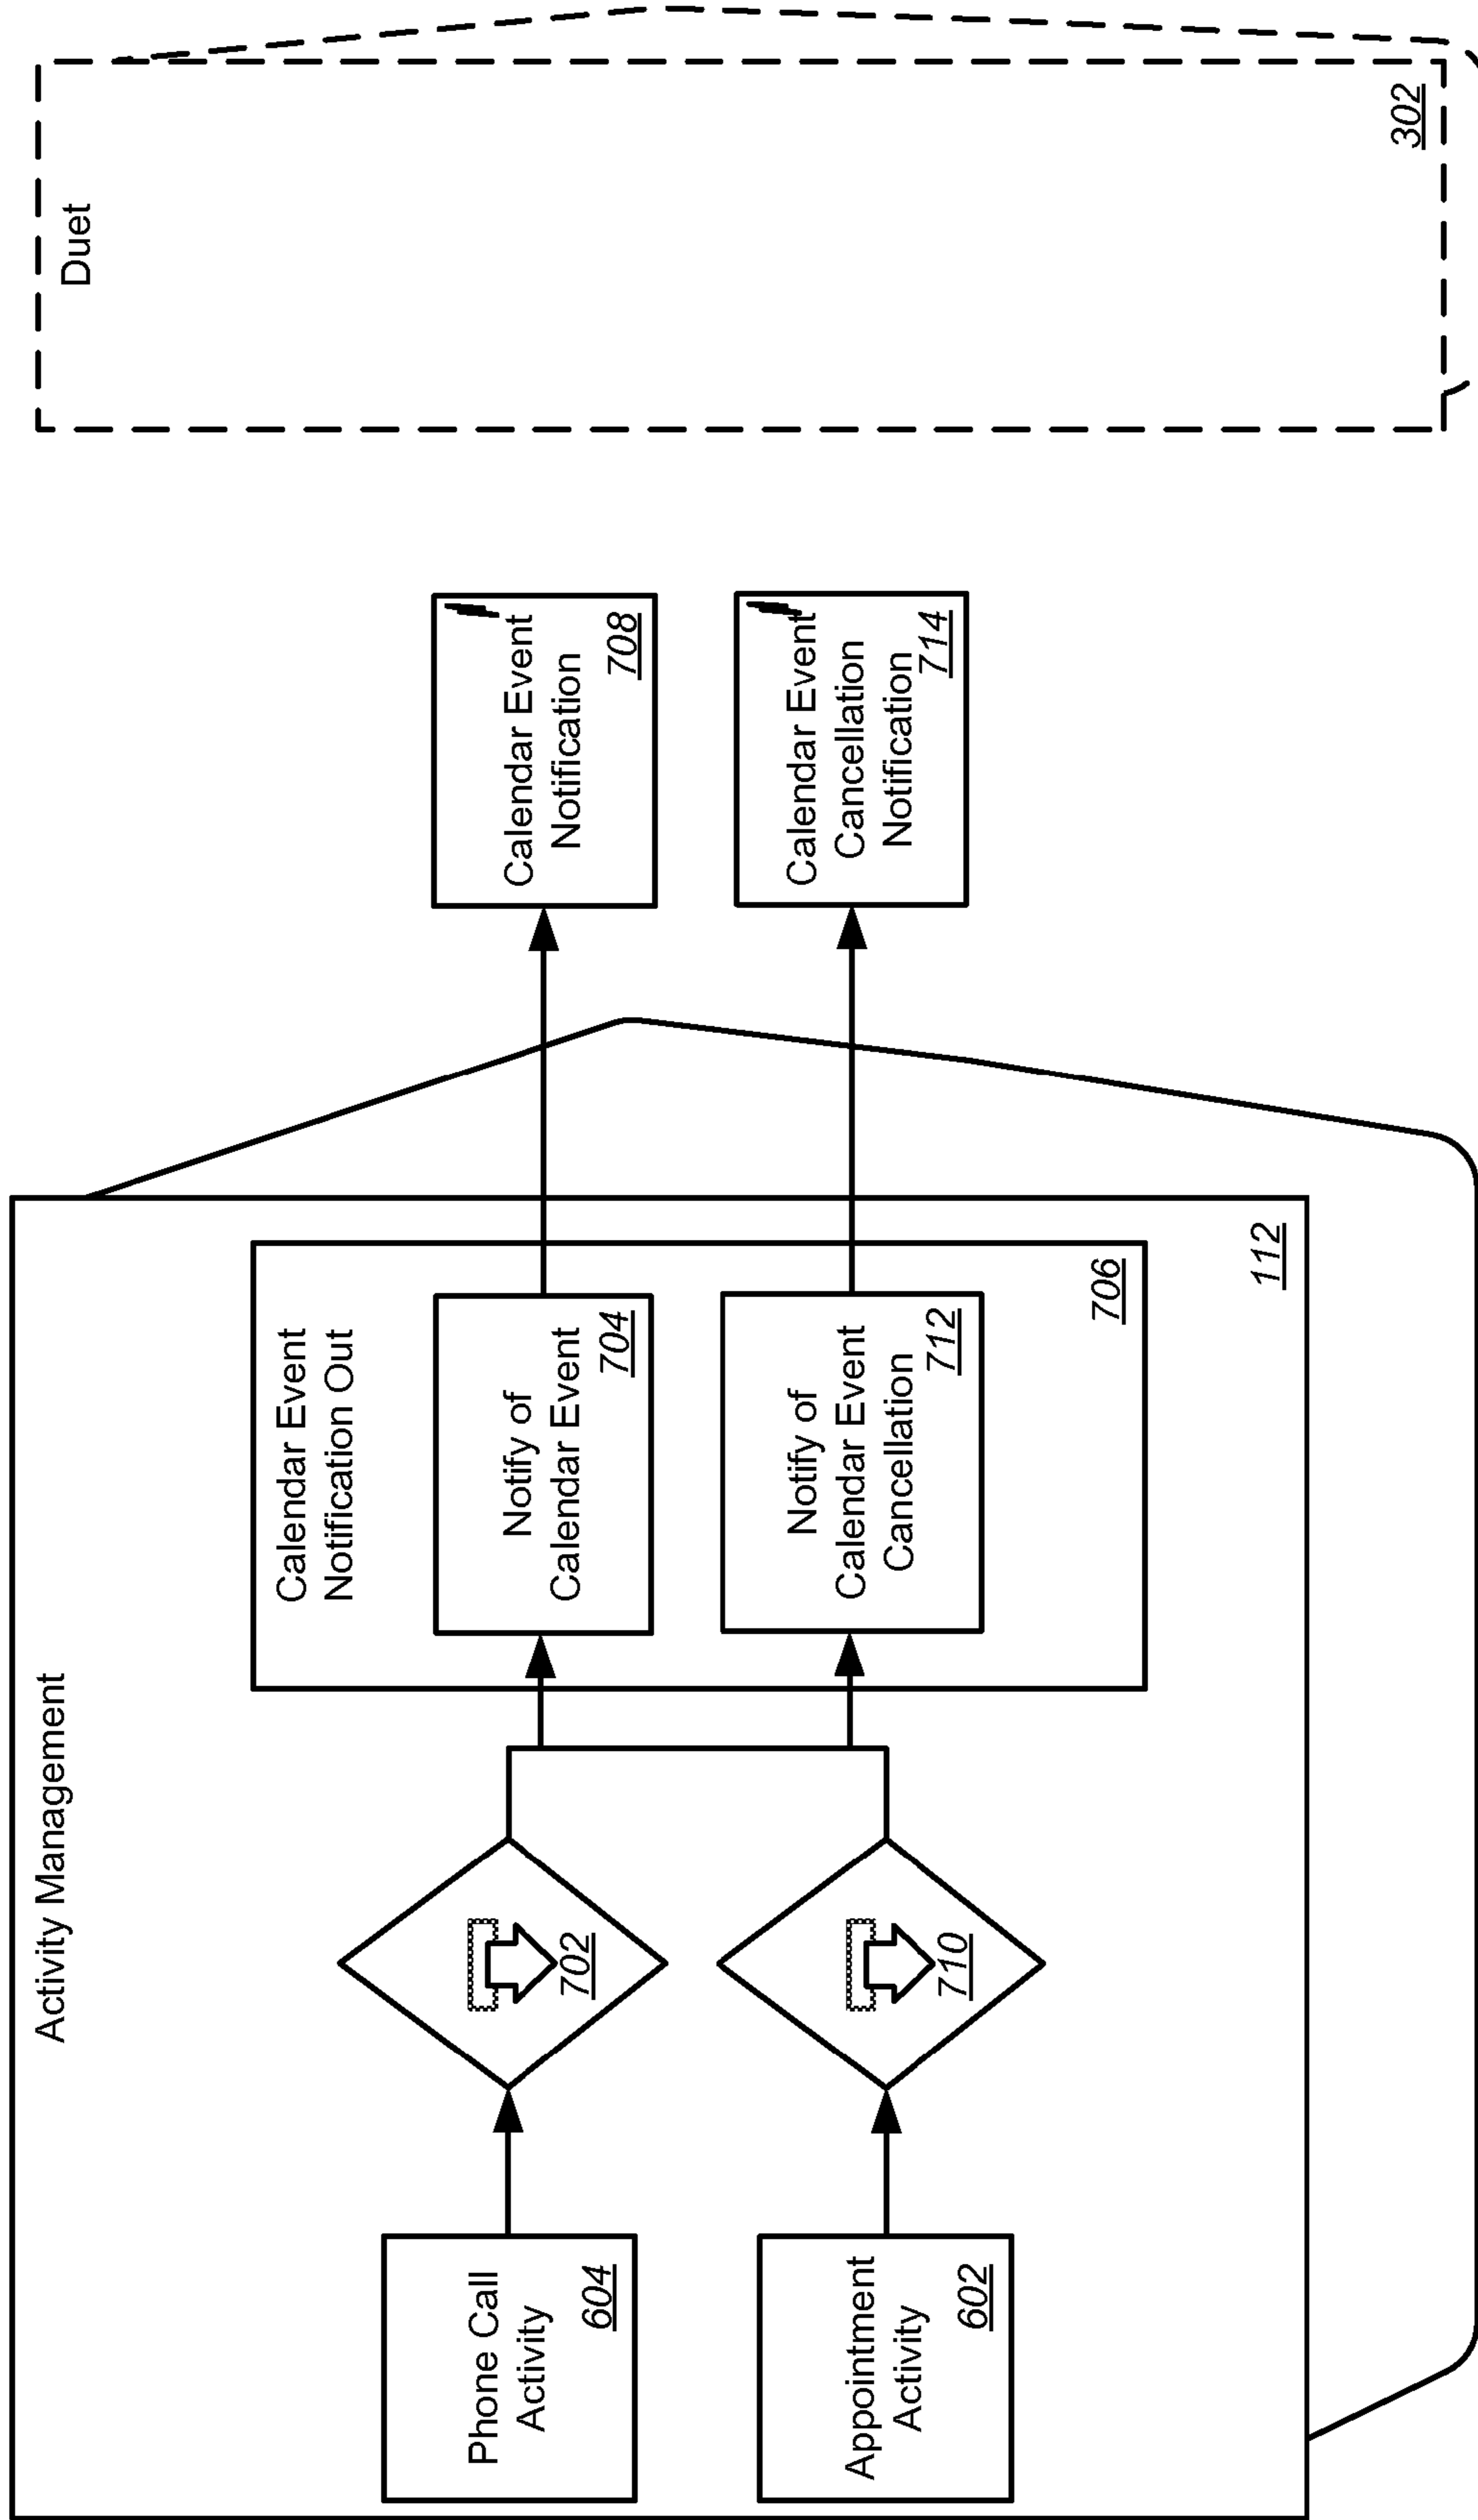 Activity Management
Phone Call
Activity
604
Appointment
Activity
602
702
710
Calendar Event
Notification Out
Notify of
Calendar Event
704
Notify of
Calendar Event
Cancellation
712
706
112
Calendar Event
Notification
708
Calendar Event
Cancellation
Notification
714
Duet
302